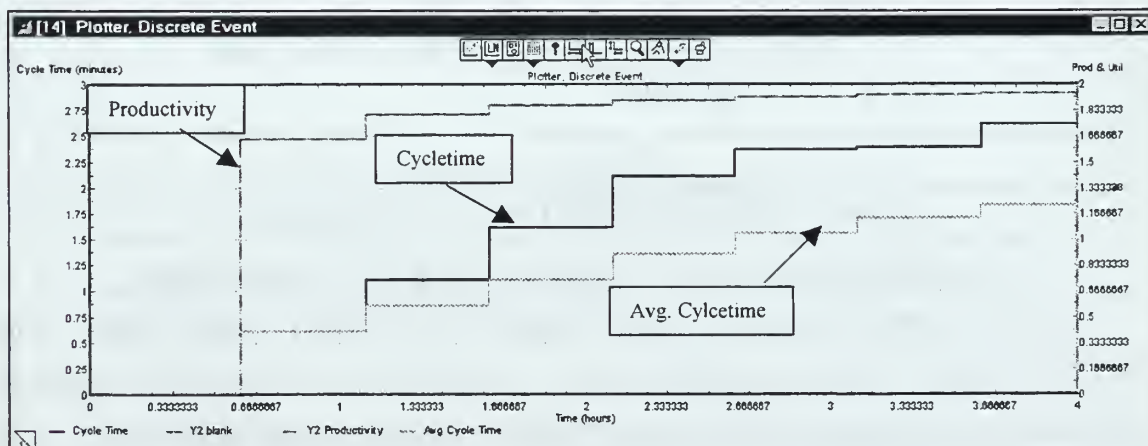 [14] Plotter, Discrete Event
Plotter, Discrete Event
Cycle Time (minutes)
Prod & Util
3
2.75
2.5
2.25
2
1.75
1.5
1.25
1
0.75
0.5
0.25
0
Productivity
Cycletime
Avg. Cylcetime
2
1.833333
1.666667
1.5
1.333333
1.166667
1
0.8333333
0.6666667
0.5
0.3333333
0.1666667
0
0 0.3333333 0.6666667 1 1.333333 1.666667 2 2.333333 2.666667 3 3.333333 3.666667 4
Time (hours)
Cycle Time Y2 blank Y2 Productivity Avg Cycle Time